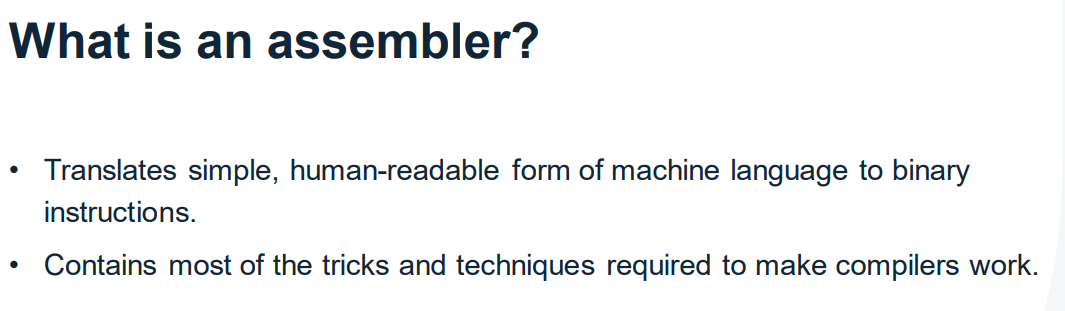 What is an assembler?
• Translates simple, human-readable form of machine language to binary
instructions.
• Contains most of the tricks and techniques required to make compilers work.